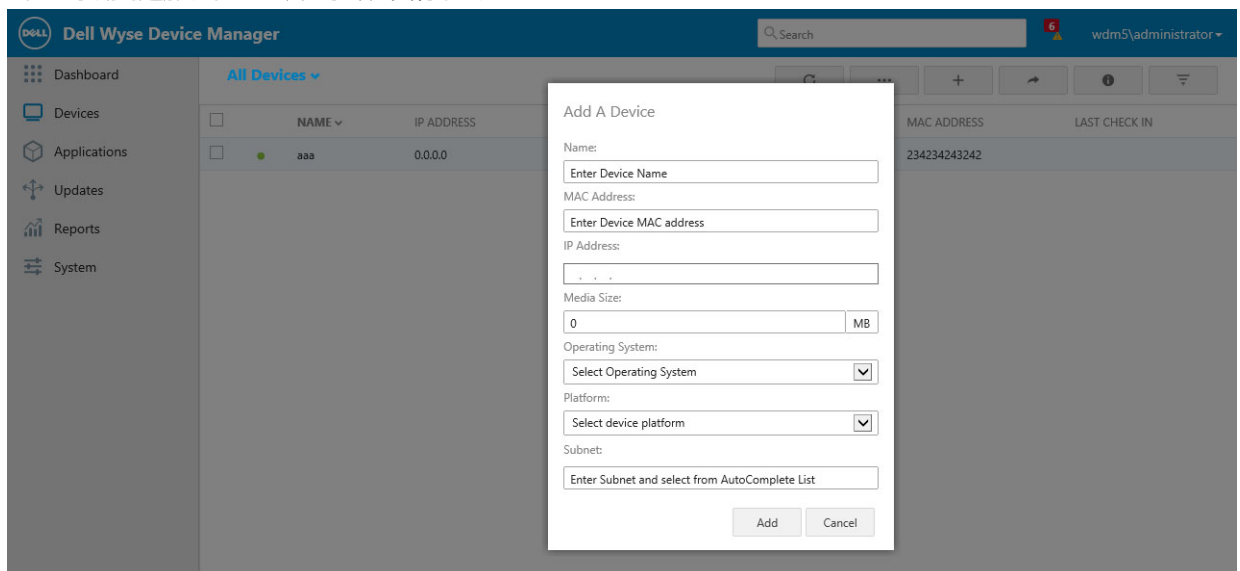 DELL Dell Wyse Device Manager Search 6 wdm5\administrator
Dashboard
Devices
Applications
Updates
Reports
System
All Devices
NAME IP ADDRESS MAC ADDRESS LAST CHECK IN
aaa 0.0.0.0 234234243242
Add A Device
Name:
Enter Device Name
MAC Address:
Enter Device MAC address
IP Address:
. . .
Media Size:
0 MB
Operating System:
Select Operating System
Platform:
Select device platform
Subnet:
Enter Subnet and select from AutoComplete List
Add Cancel